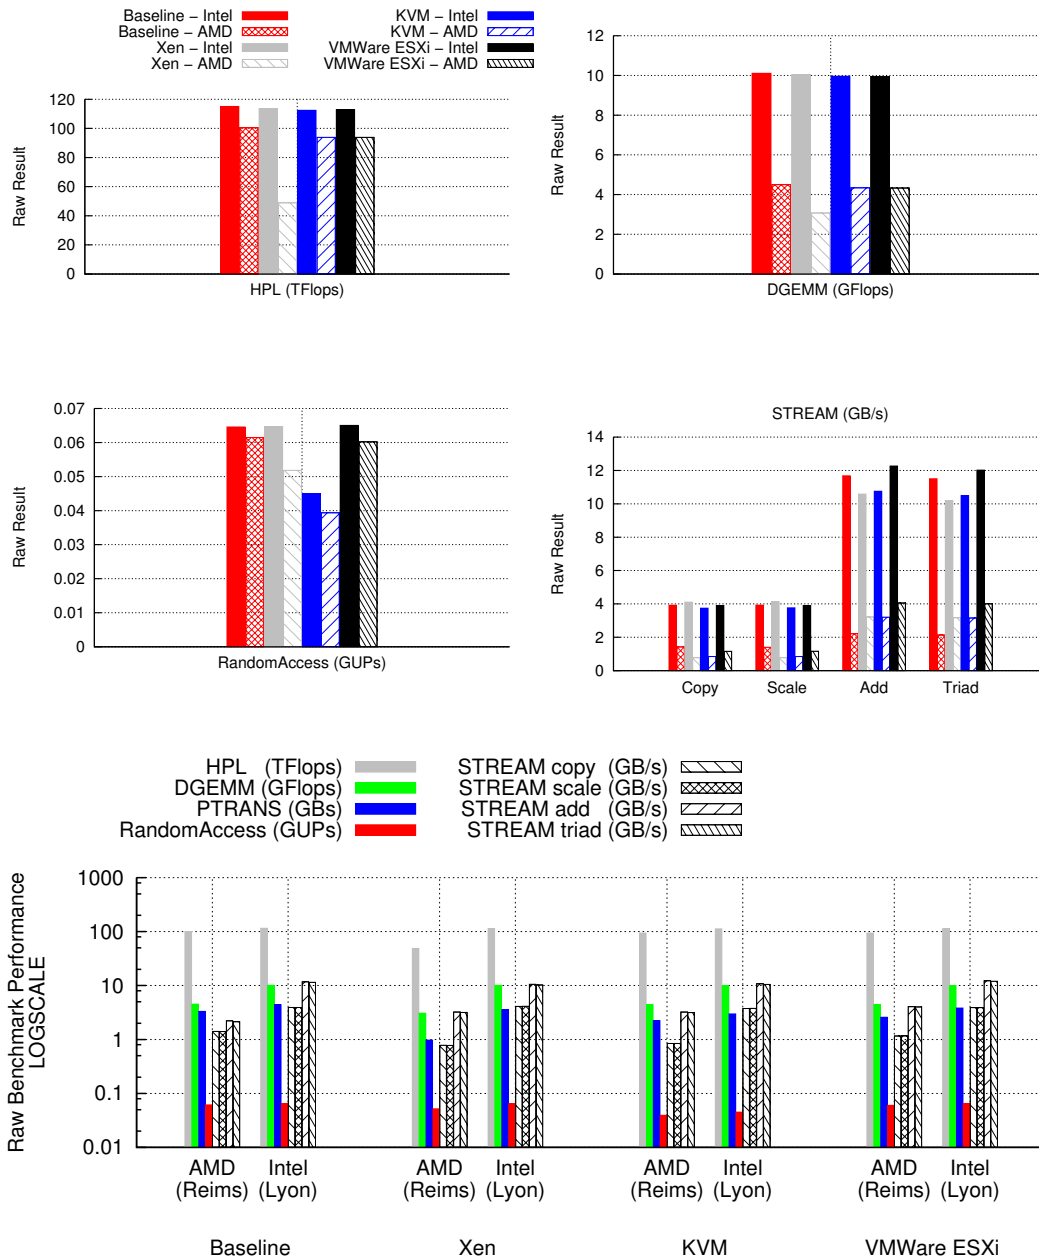 Baseline − Intel
Baseline − AMD
Xen − Intel
Xen − AMD
KVM − Intel
KVM − AMD
VMWare ESXi − Intel
VMWare ESXi − AMD
120
100
80
60
40
20
0
Raw Result
HPL (TFlops)
12
10
8
6
4
2
0
Raw Result
DGEMM (GFlops)
0.07
0.06
0.05
0.04
0.03
0.02
0.01
0
Raw Result
RandomAccess (GUPs)
STREAM (GB/s)
14
12
10
8
6
4
2
0
Raw Result
Copy Scale Add Triad
HPL (TFlops)
DGEMM (GFlops)
PTRANS (GBs)
RandomAccess (GUPs)
STREAM copy (GB/s)
STREAM scale (GB/s)
STREAM add (GB/s)
STREAM triad (GB/s)
1000
100
10
1
0.1
0.01
Raw Benchmark Performance
LOGSCALE
AMD Intel AMD Intel AMD Intel AMD Intel
(Reims) (Lyon) (Reims) (Lyon) (Reims) (Lyon) (Reims) (Lyon)
Baseline Xen KVM VMWare ESXi